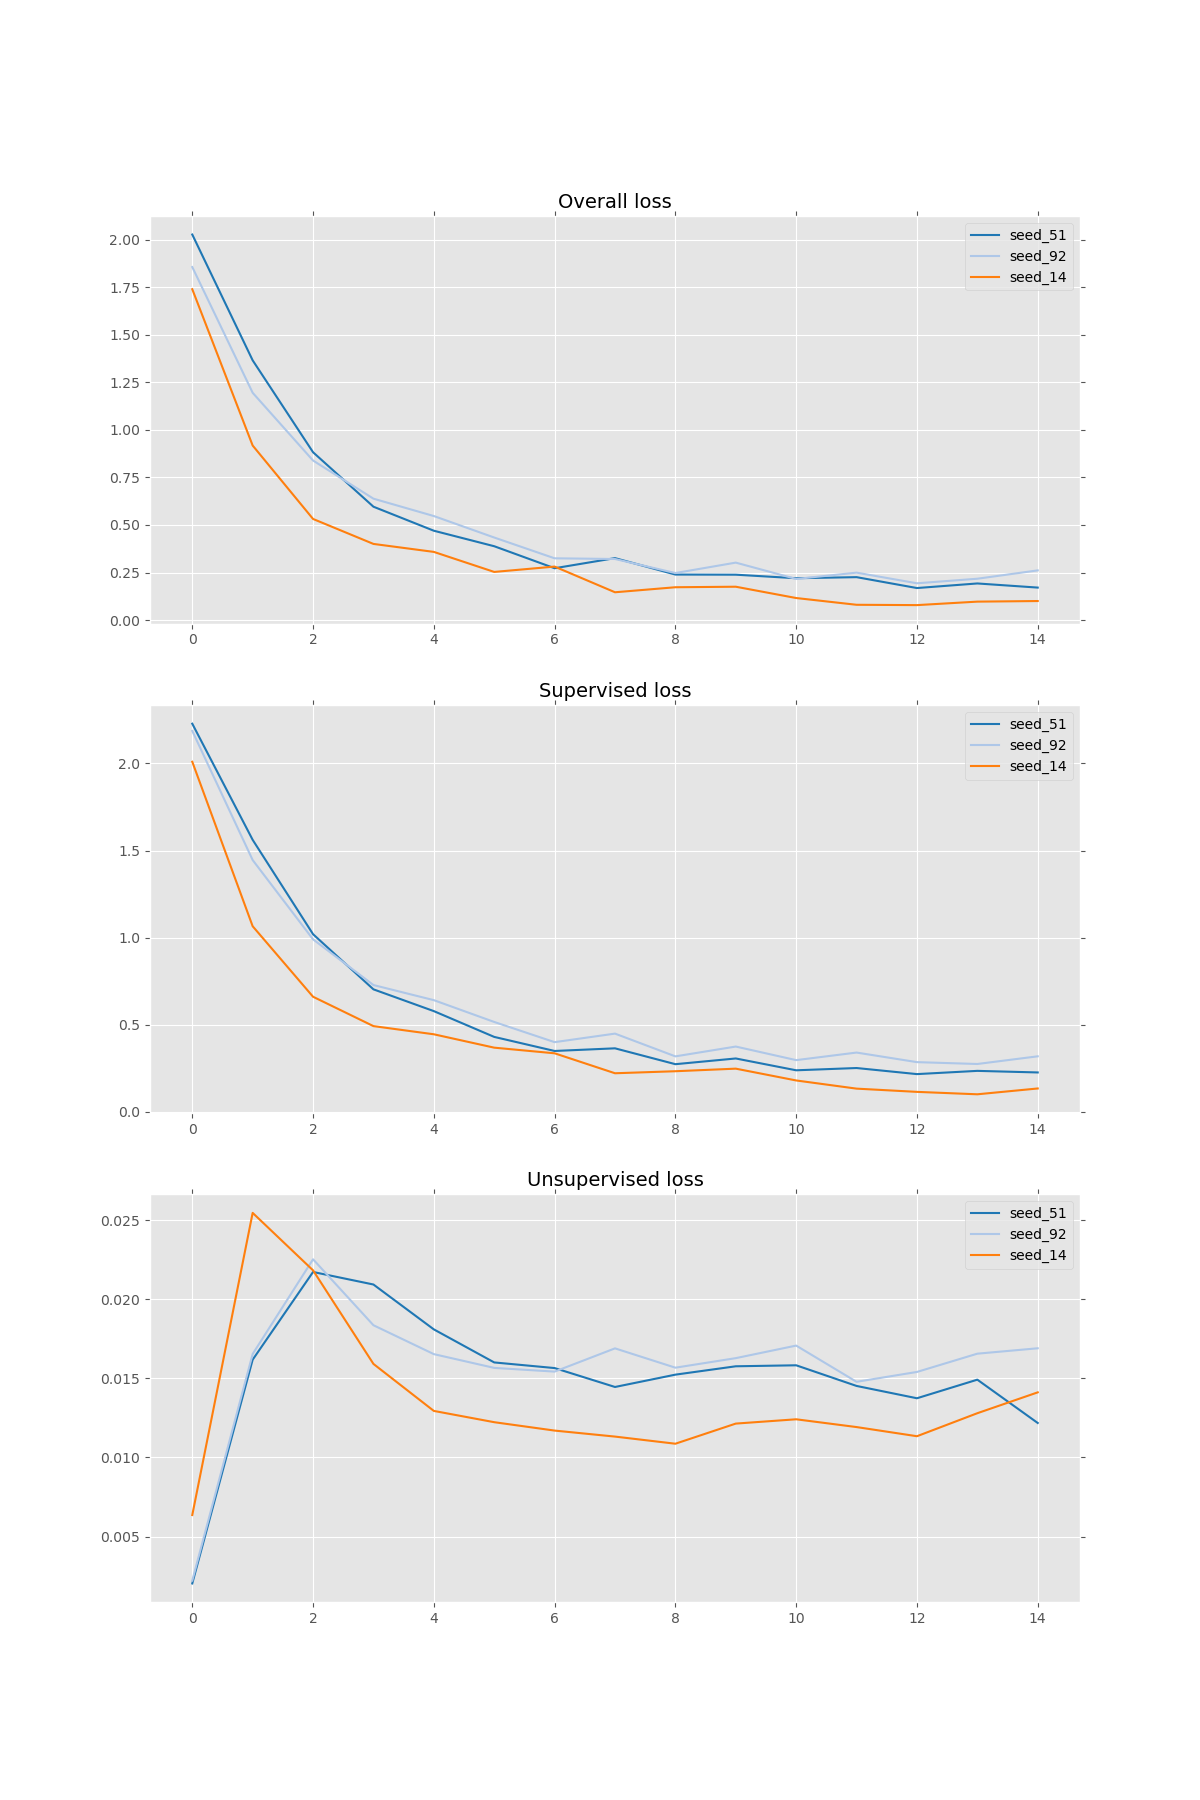 Overall loss
seed_51
seed_92
seed_14
2.00
1.75
1.50
1.25
1.00
0.75
0.50
0.25
0.00
0 2 4 6 8 10 12 14
Supervised loss
seed_51
seed_92
seed_14
2.0
1.5
1.0
0.5
0.0
0 2 4 6 8 10 12 14
Unsupervised loss
seed_51
seed_92
seed_14
0.025
0.020
0.015
0.010
0.005
0 2 4 6 8 10 12 14